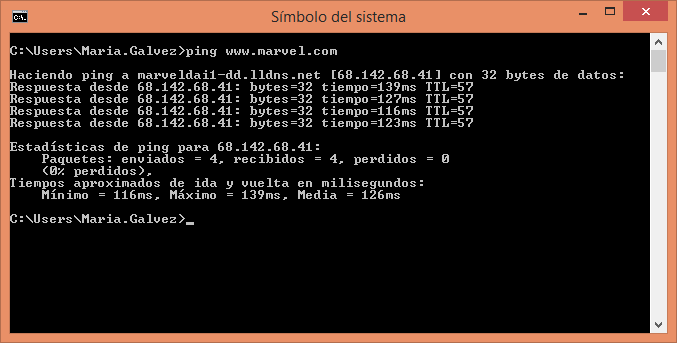 Símbolo del sistema
C:\Users\Maria.Galvez>ping www.marvel.com
Haciendo ping a marveldai1-dd.lldns.net [68.142.68.41] con 32 bytes de datos:
Respuesta desde 68.142.68.41: bytes=32 tiempo=139ms TTL=57
Respuesta desde 68.142.68.41: bytes=32 tiempo=127ms TTL=57
Respuesta desde 68.142.68.41: bytes=32 tiempo=116ms TTL=57
Respuesta desde 68.142.68.41: bytes=32 tiempo=123ms TTL=57
Estadísticas de ping para 68.142.68.41:
Paquetes: enviados = 4, recibidos = 4, perdidos = 0
(0% perdidos),
Tiempos aproximados de ida y vuelta en milisegundos:
Mínimo = 116ms, Máximo = 139ms, Media = 126ms
C:\Users\Maria.Galvez>_